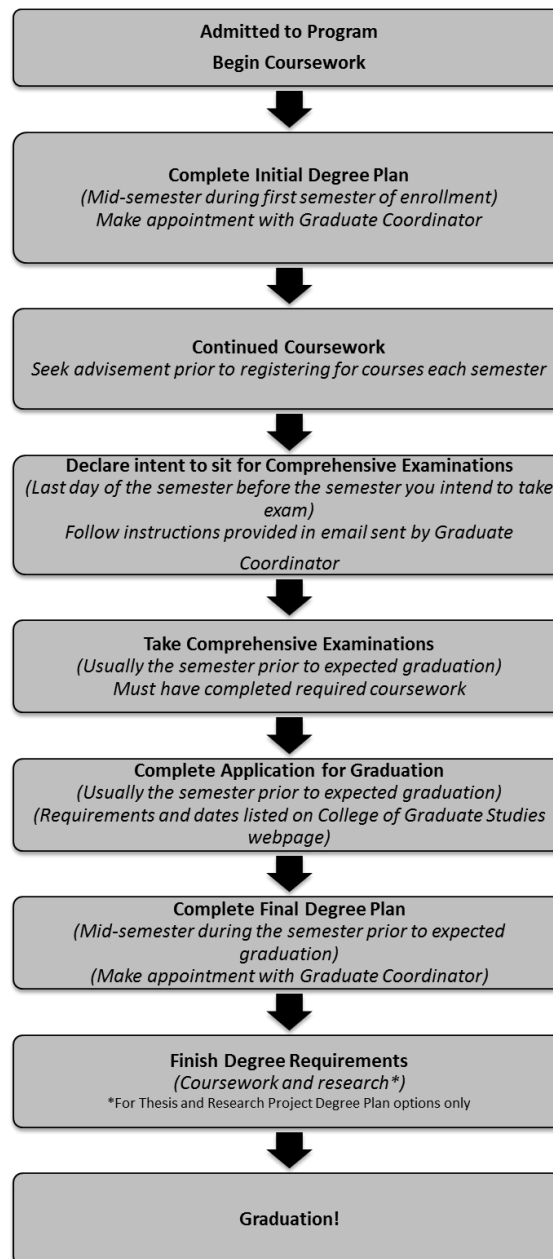 Admitted to Program
Begin Coursework
Complete Initial Degree Plan
(Mid-semester during first semester of enrollment)
Make appointment with Graduate Coordinator
Continued Coursework
Seek advisement prior to registering for courses each semester
Declare intent to sit for Comprehensive Examinations
(Last day of the semester before the semester you intend to take
exam)
Follow instructions provided in email sent by Graduate
Coordinator
Take Comprehensive Examinations
(Usually the semester prior to expected graduation)
Must have completed required coursework
Complete Application for Graduation
(Usually the semester prior to expected graduation)
(Requirements and dates listed on College of Graduate Studies
webpage)
Complete Final Degree Plan
(Mid-semester during the semester prior to expected
graduation)
(Make appointment with Graduate Coordinator)
Finish Degree Requirements
(Coursework and research*)
*For Thesis and Research Project Degree Plan options only
Graduation!